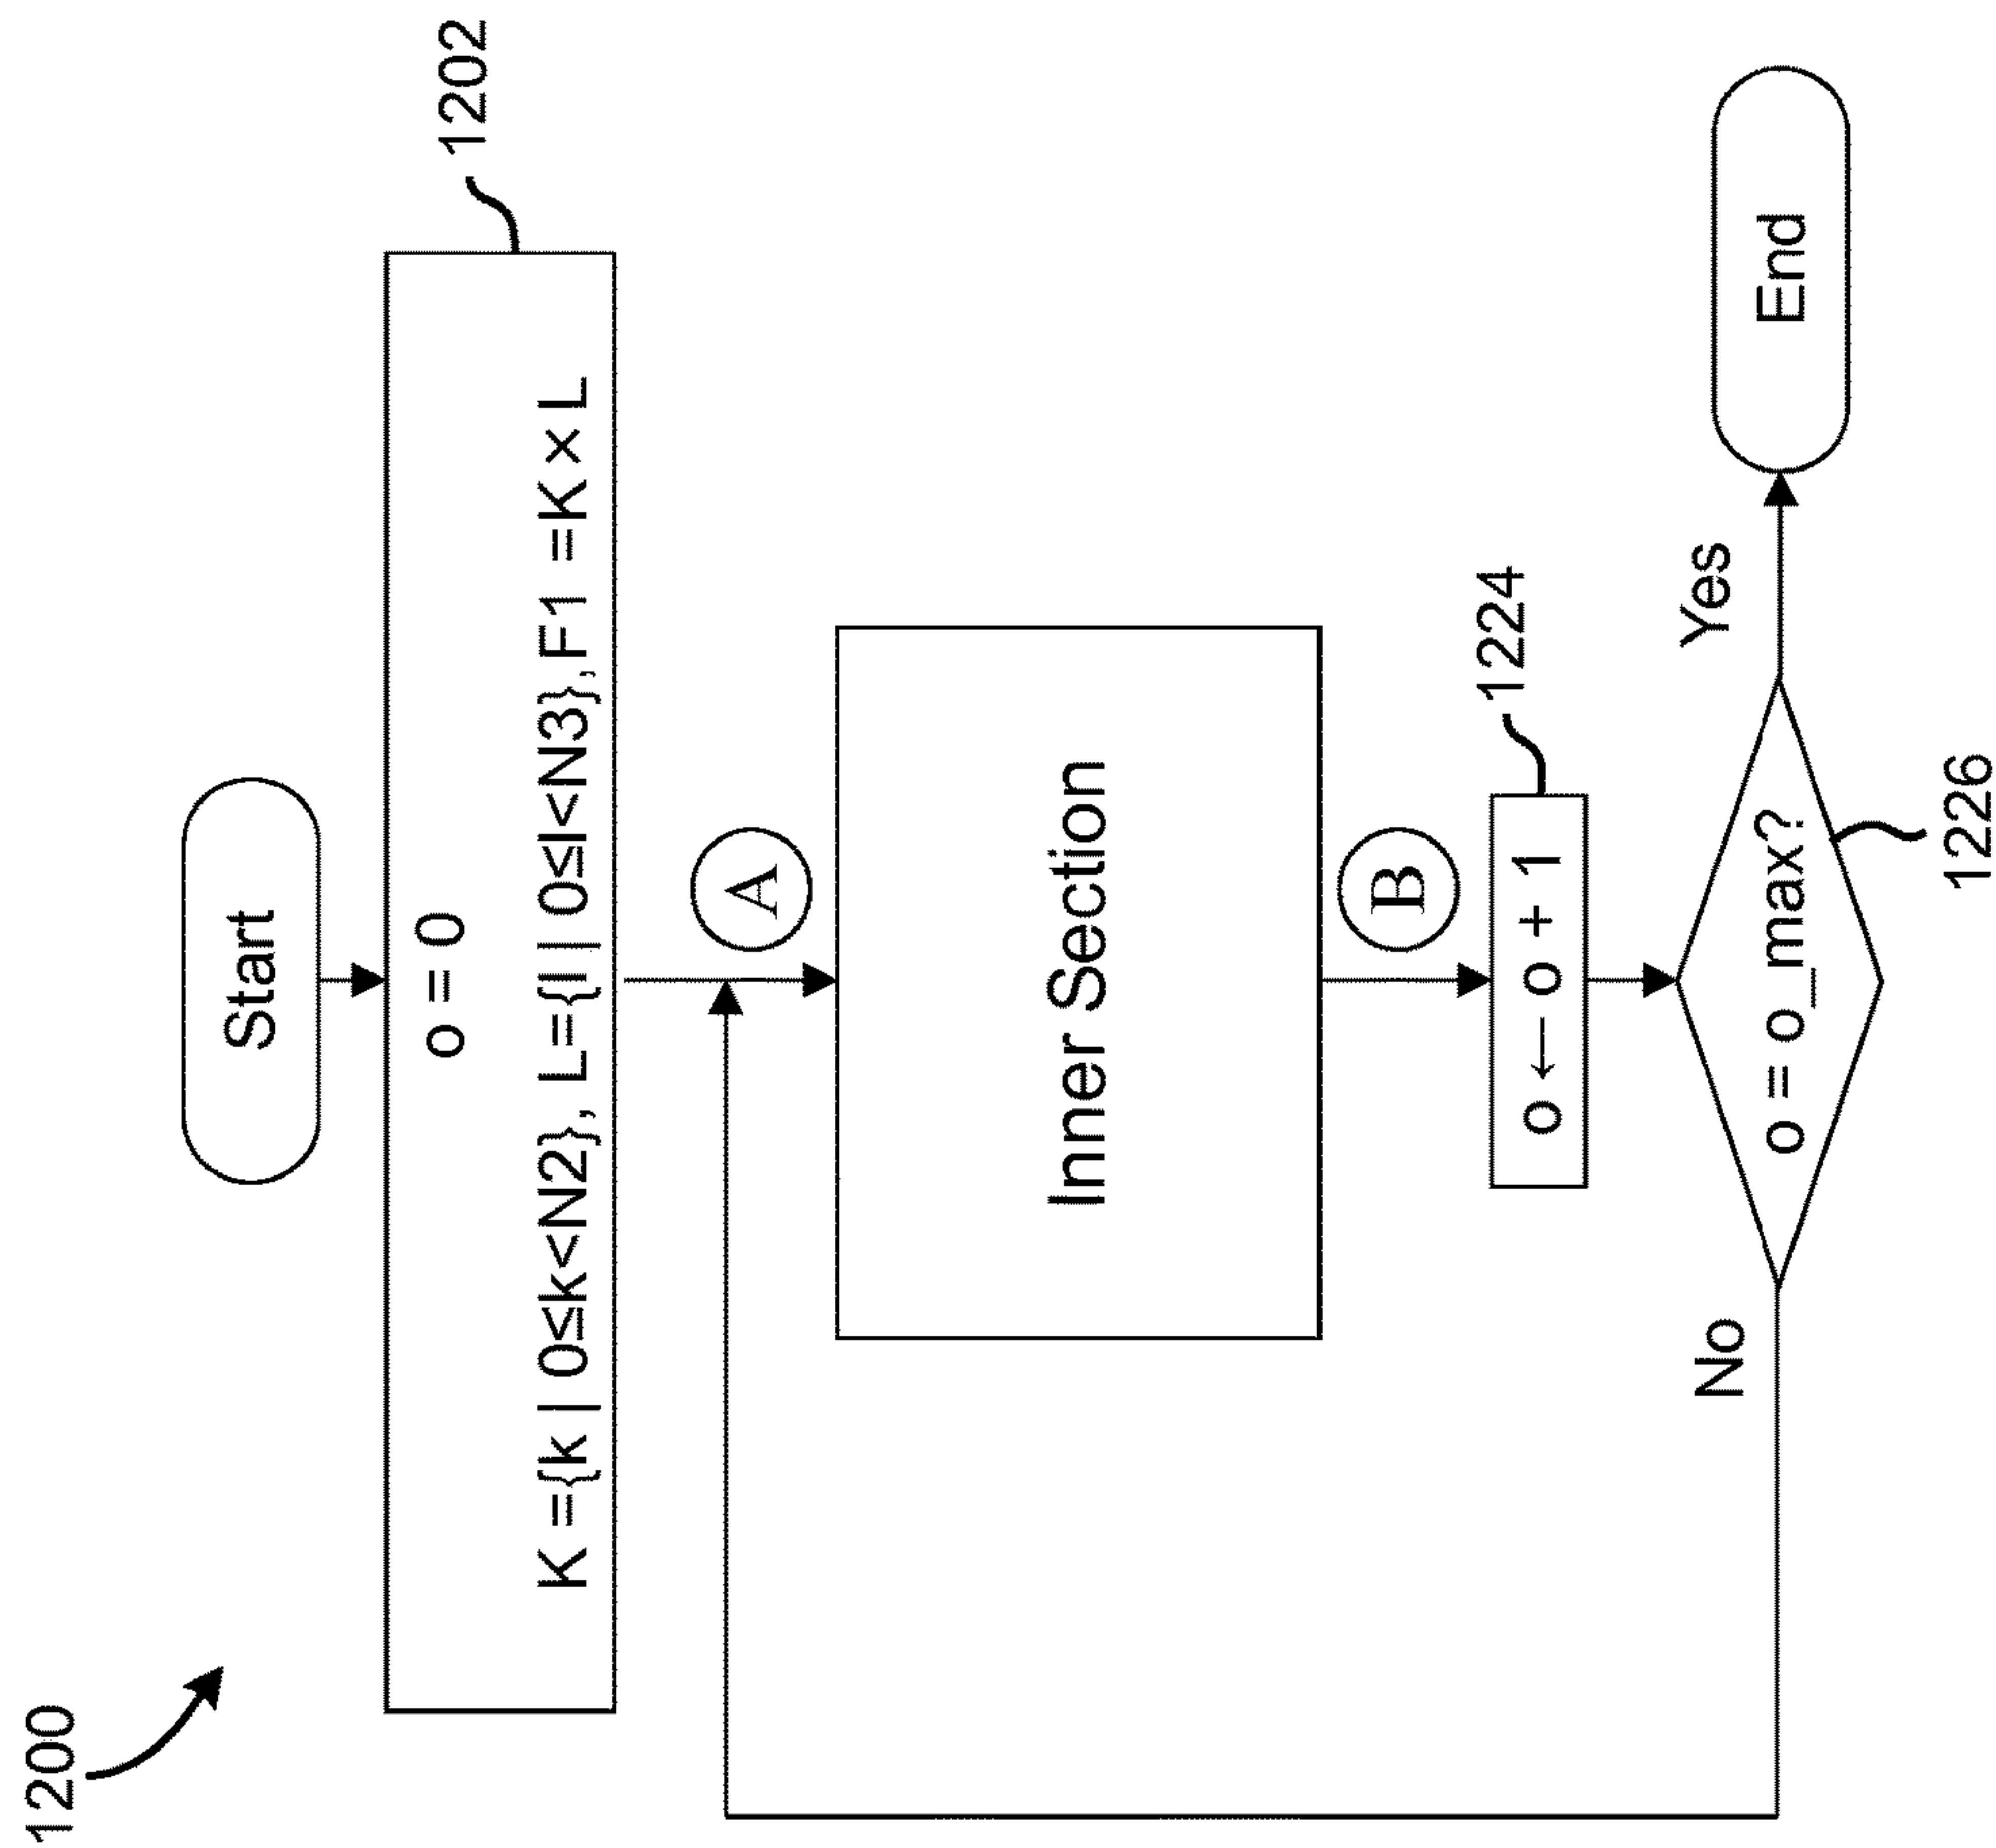 1200
Start
o = 0
K ={k | 0≤k<N2}, L={l | 0≤l<N3},F1 =K × L
1202
A
Inner Section
B
o ← o + 1
1224
o = o_max?
1226
No
Yes
End